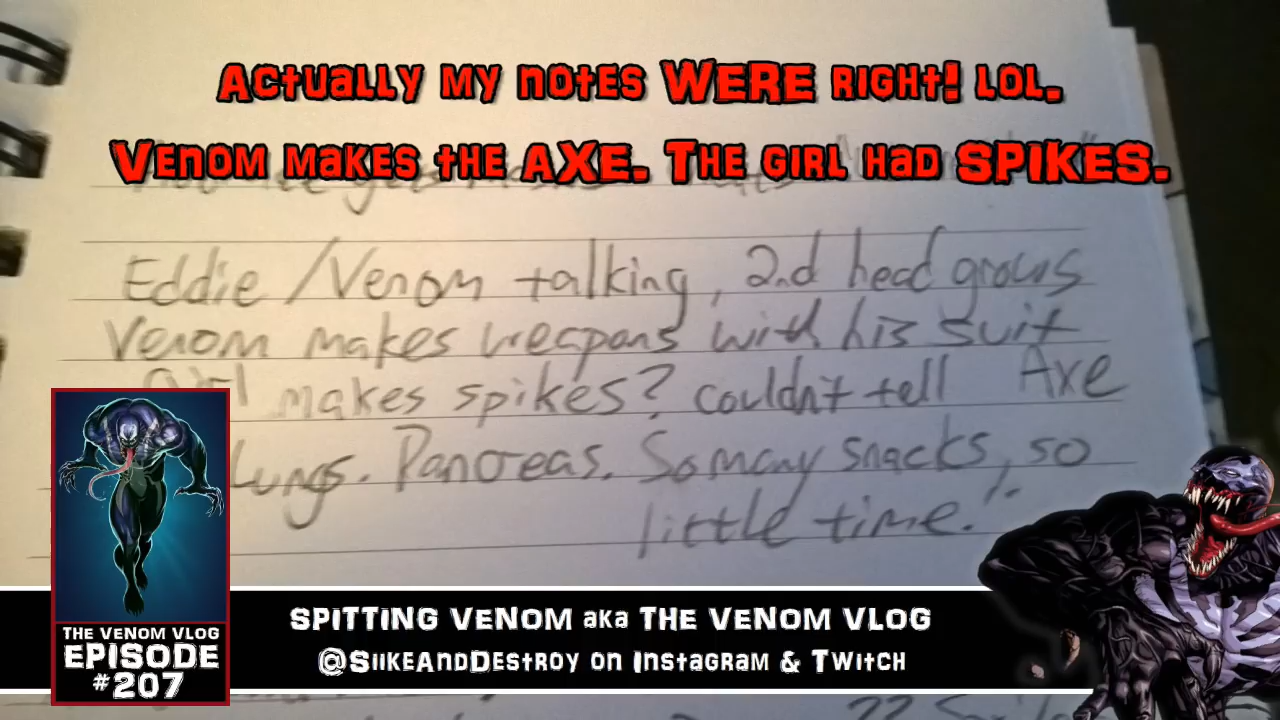 Actually my notes WERE right! lol.
Venom makes the AXE. The girl had SPIKES.
Eddie / Venom talking, 2nd head grows
Venom makes weapons with his suit
Girl makes spikes? couldn't tell Axe
Lungs. Pancreas. So many snacks, so
little time!
THE VENOM VLOG
EPISODE
#207
SPITTING VENOM aka THE VENOM VLOG
@SiikeAndDestroy on Instagram & Twitch
??